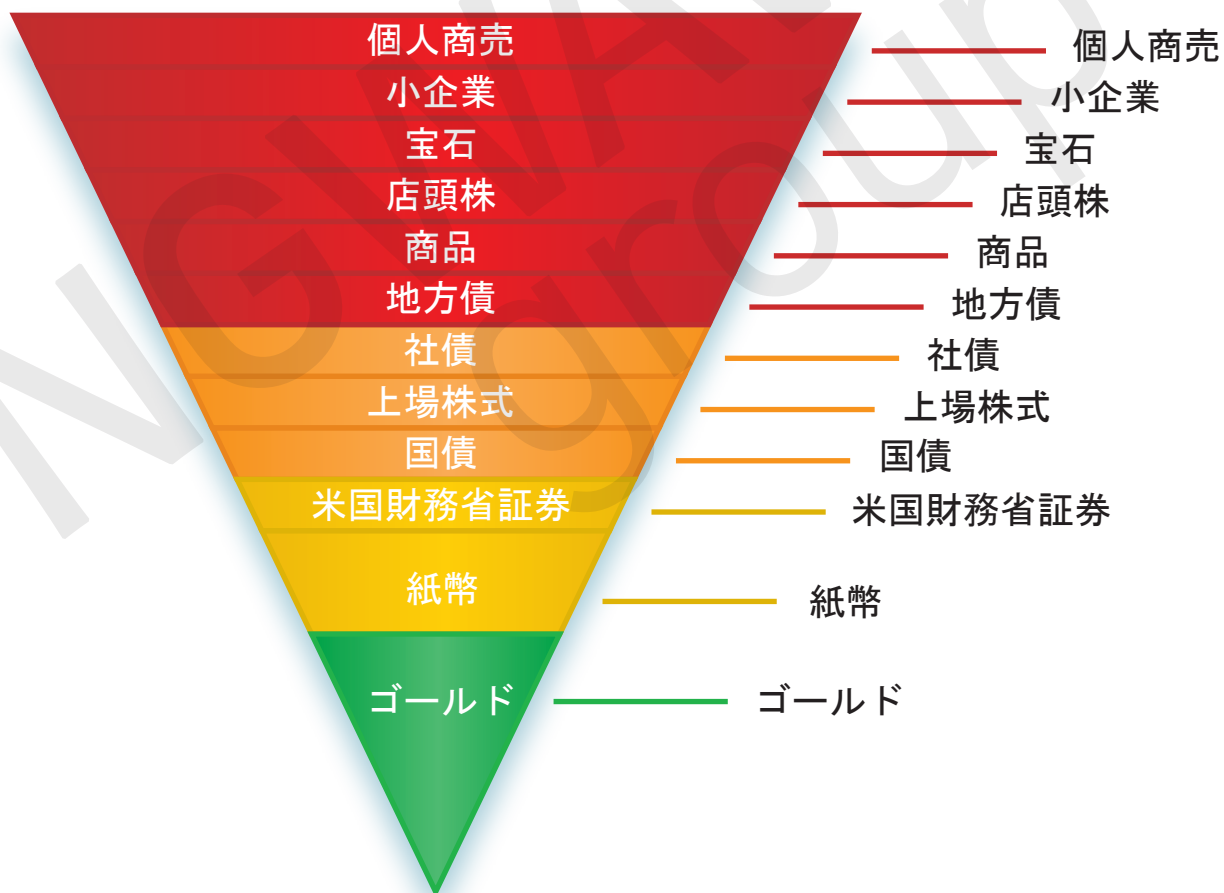 個人商売
個人商売
小企業
小企業
宝石
宝石
店頭株
店頭株
商品
商品
地方債
地方債
社債
社債
上場株式
上場株式
国債
国債
米国財務省証券
米国財務省証券
紙幣
紙幣
ゴールド
ゴールド
group